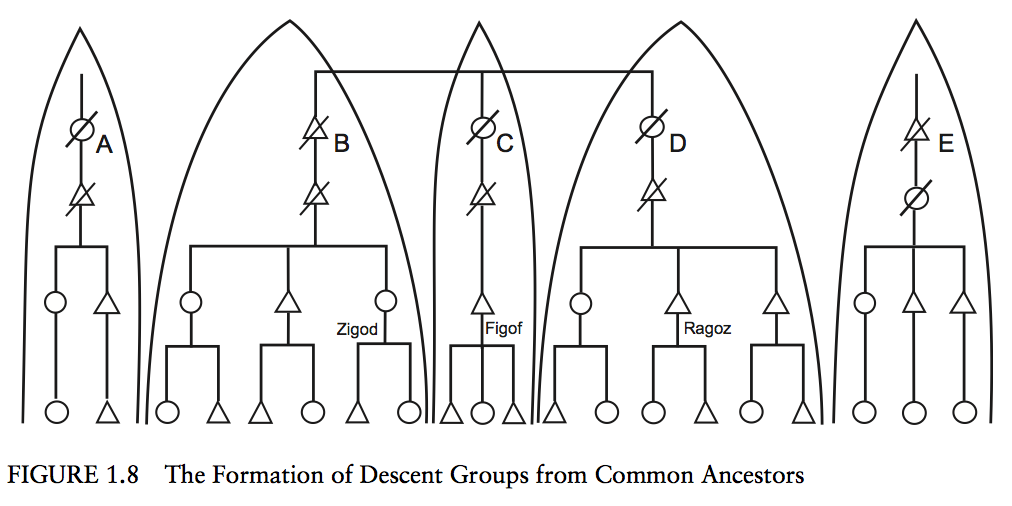 A
B
C
D
E
Zigod
Figof
Ragoz
FIGURE 1.8 The Formation of Descent Groups from Common Ancestors